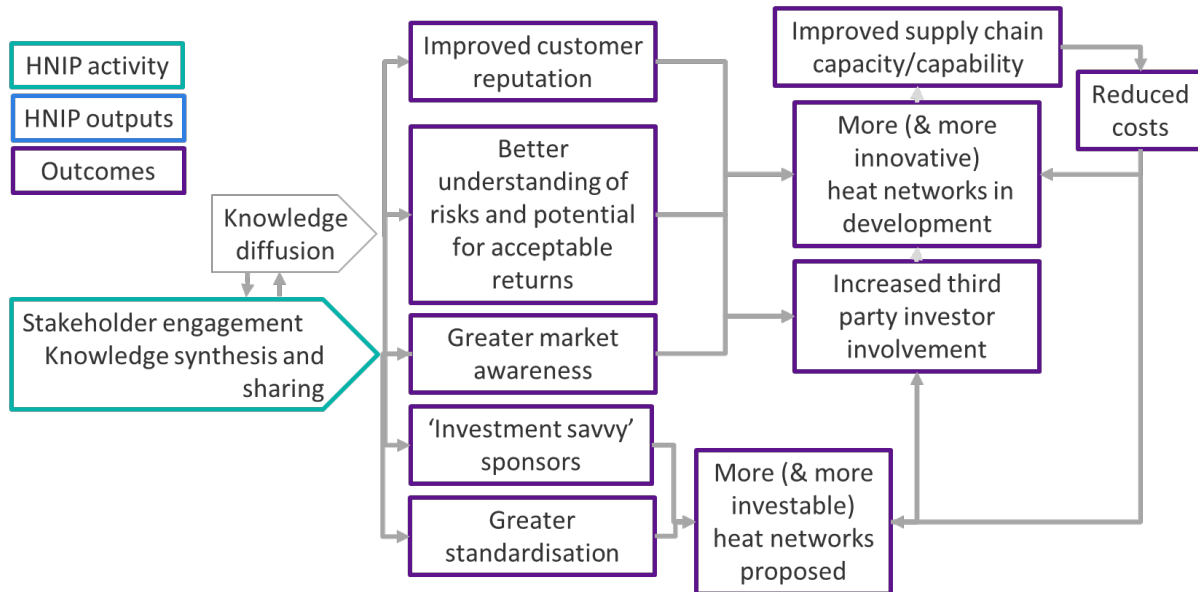 HNIP activity
HNIP outputs
Outcomes
Knowledge
diffusion
Stakeholder engagement
Knowledge synthesis and
sharing
Improved customer
reputation
Better
understanding of
risks and potential
for acceptable
returns
Greater market
awareness
‘Investment savvy’
sponsors
Greater
standardisation
More (& more
investable)
heat networks
proposed
Improved supply chain
capacity/capability
More (& more
innovative)
heat networks in
development
Increased third
party investor
involvement
Reduced
costs